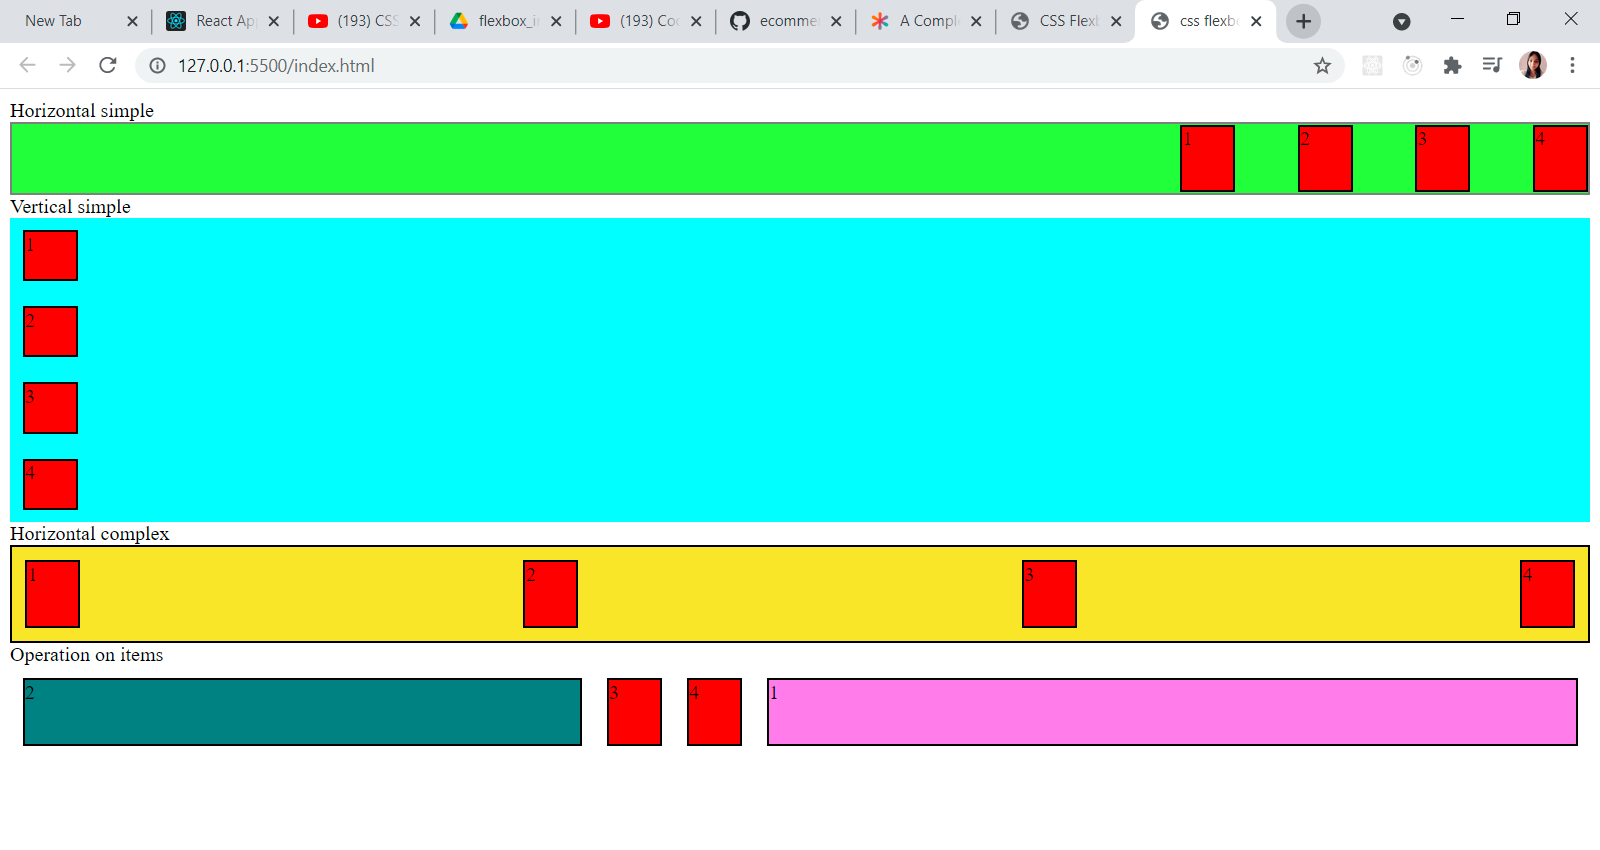 New Tab
React Ap
(193) CSS
flexbox_i
(193) Co
ecomme
A Comple
CSS Flex
css flexb
127.0.0.1:5500/index.html
Horizontal simple
1 2 3 4
Vertical simple
1
2
3
4
Horizontal complex
1 2 3 4
Operation on items
2 3 4 1